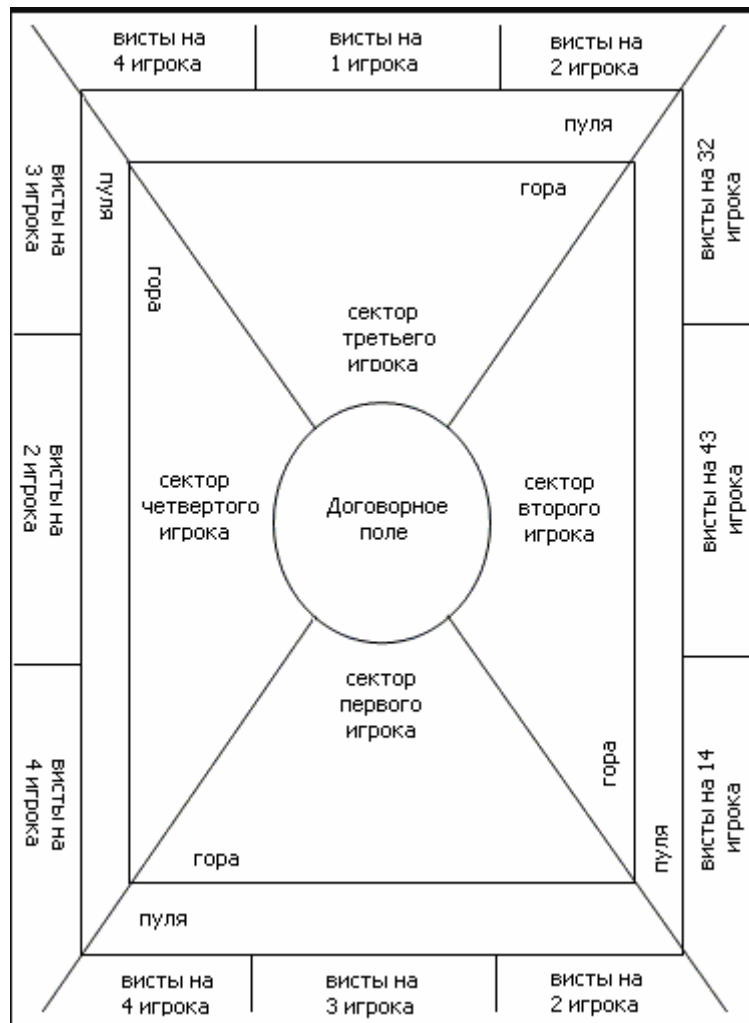 висты на
4 игрока
висты на
1 игрока
висты на
2 игрока
пуля
гора
висты на
3 игрока
пуля
гора
висты на 32
игрока
сектор
третьего
игрока
висты на
2 игрока
сектор
четвертого
игрока
Договорное
поле
сектор
второго
игрока
висты на 43
игрока
сектор
первого
игрока
висты на
4 игрока
гора
пуля
висты на 14
игрока
гора
пуля
висты на
4 игрока
висты на
3 игрока
висты на
2 игрока